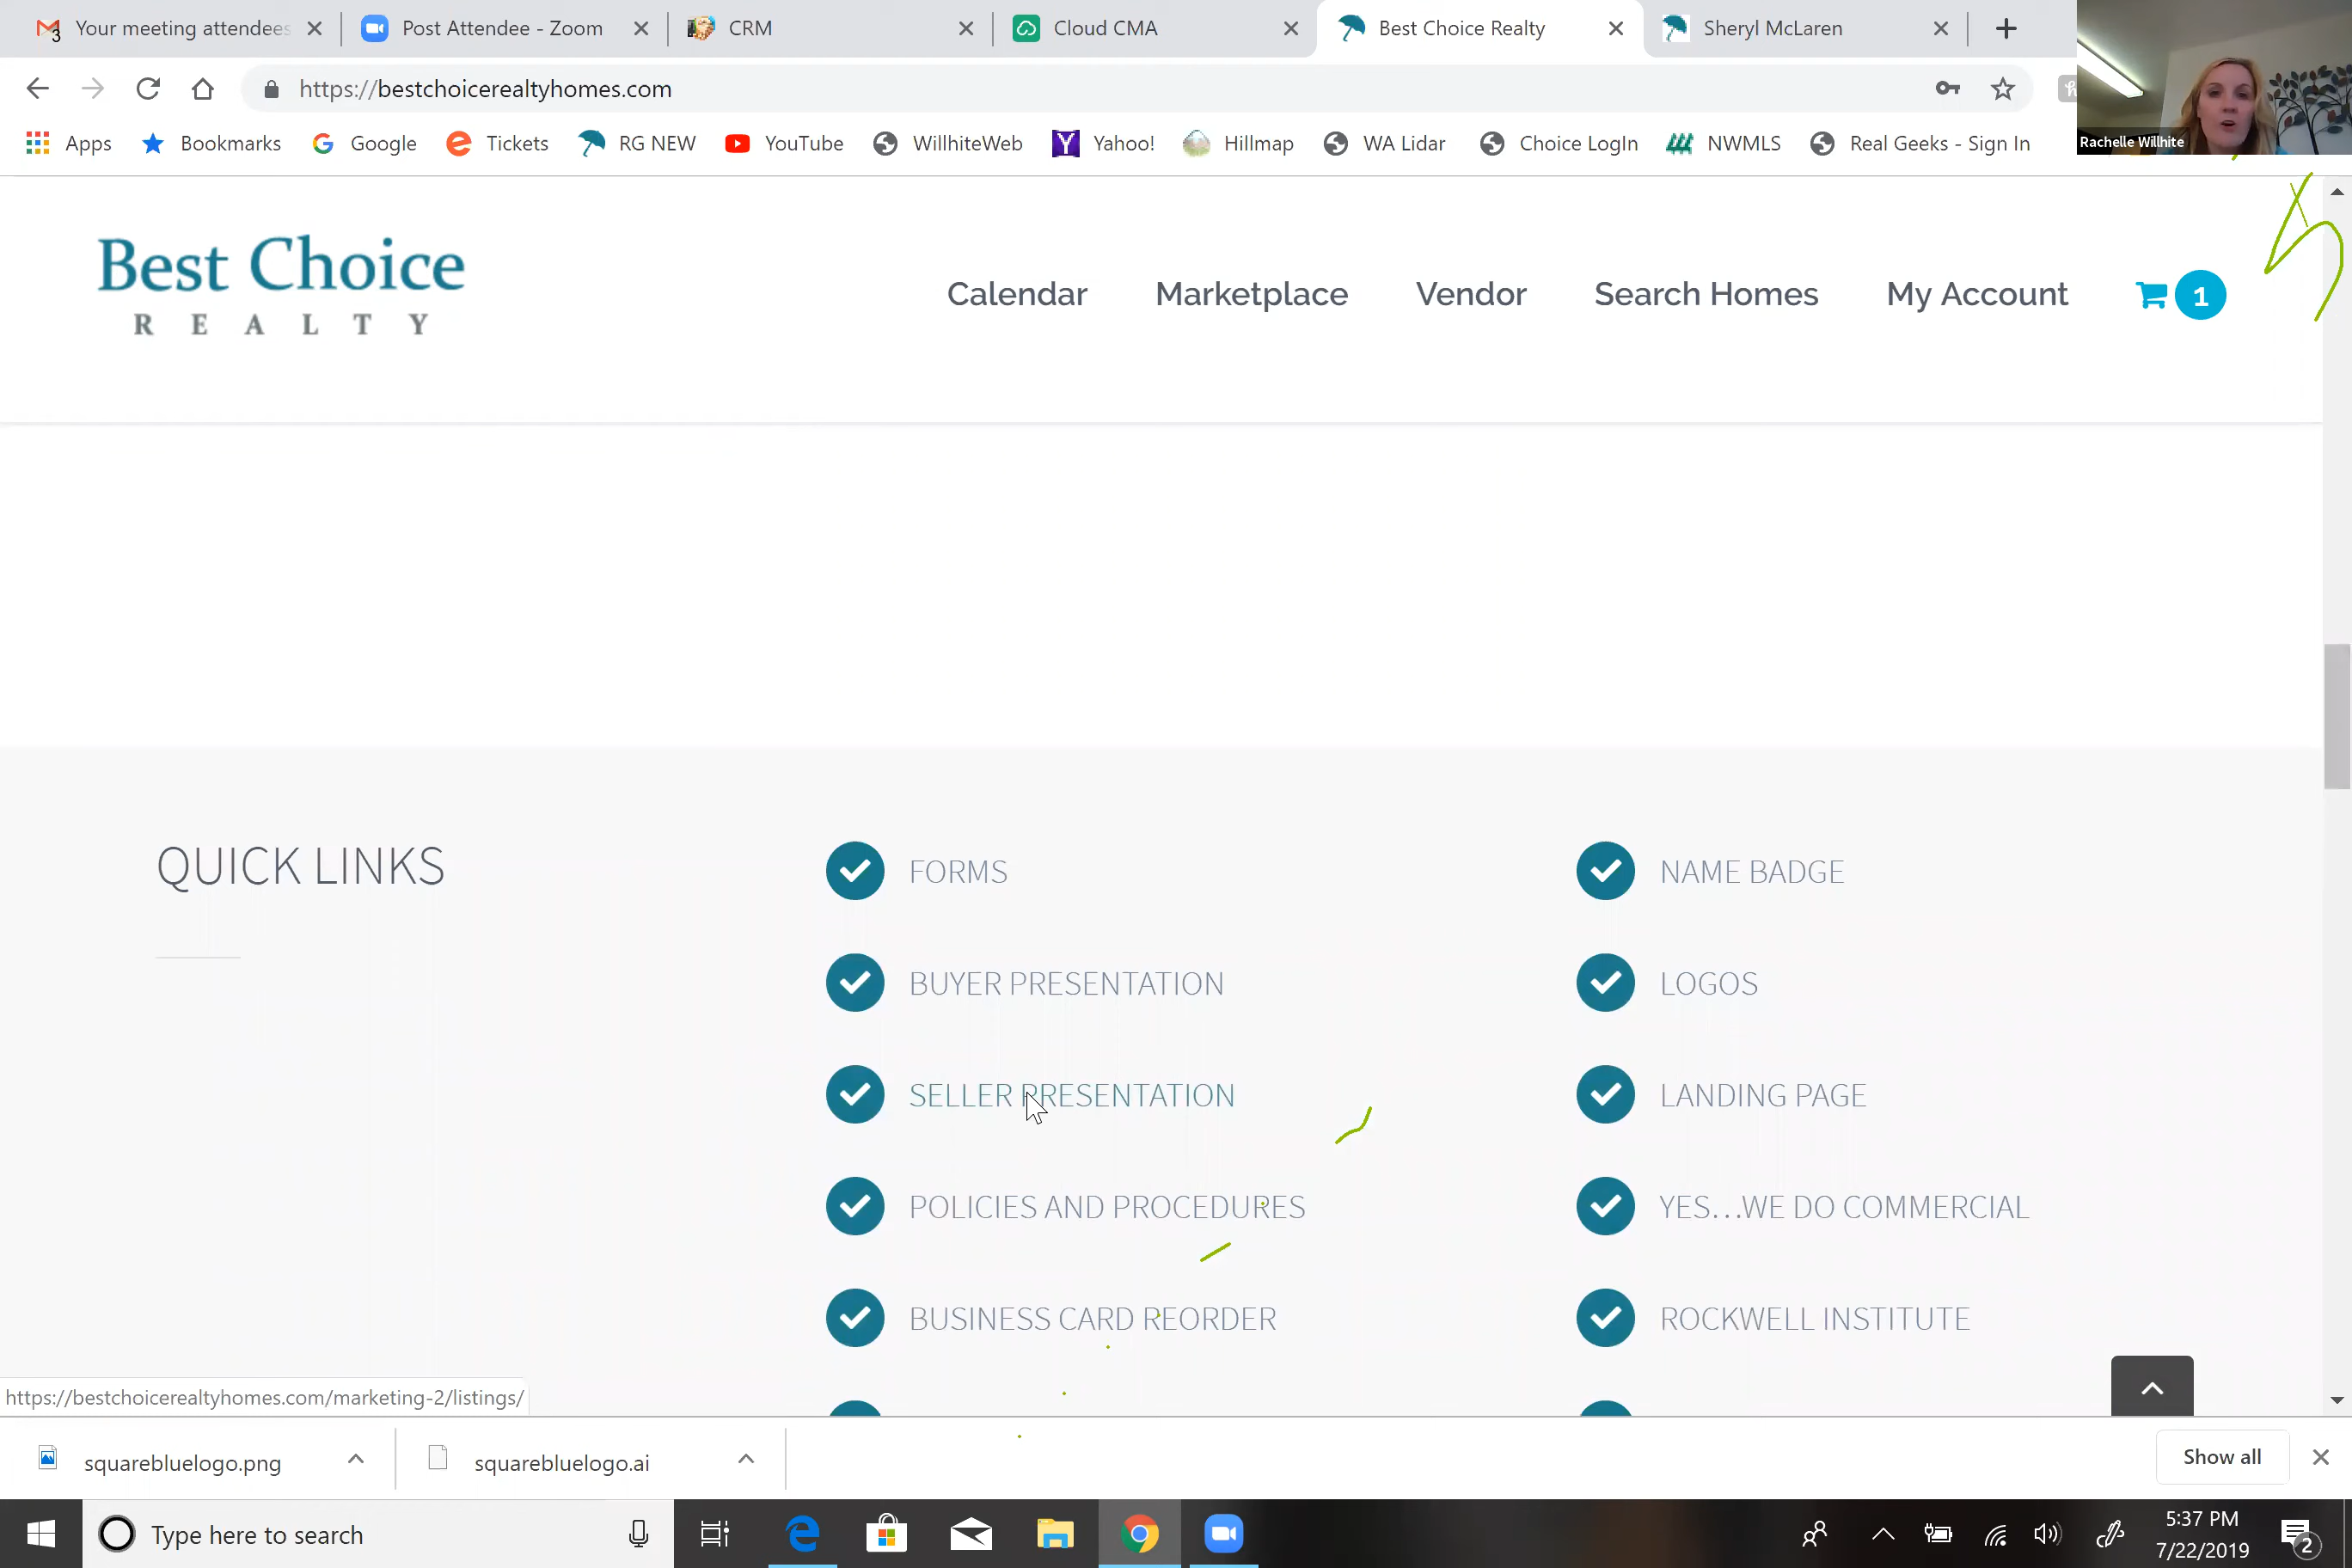 Your meeting attendees
Post Attendee - Zoom
CRM
Cloud CMA
Best Choice Realty
Sheryl McLaren
https://bestchoicerealtyhomes.com
Apps
Bookmarks
Google
Tickets
RG NEW
YouTube
WillhiteWeb
Yahoo!
Hillmap
WA Lidar
Choice LogIn
NWMLS
Real Geeks - Sign In
Rachelle Willhite
Best Choice
REALTY
Calendar
Marketplace
Vendor
Search Homes
My Account
1
QUICK LINKS
FORMS
BUYER PRESENTATION
SELLER PRESENTATION
POLICIES AND PROCEDURES
BUSINESS CARD REORDER
NAME BADGE
LOGOS
LANDING PAGE
YES...WE DO COMMERCIAL
ROCKWELL INSTITUTE
https://bestchoicerealtyhomes.com/marketing-2/listings/
squarebluelogo.png
squarebluelogo.ai
Show all
Type here to search
5:37 PM
7/22/2019
2